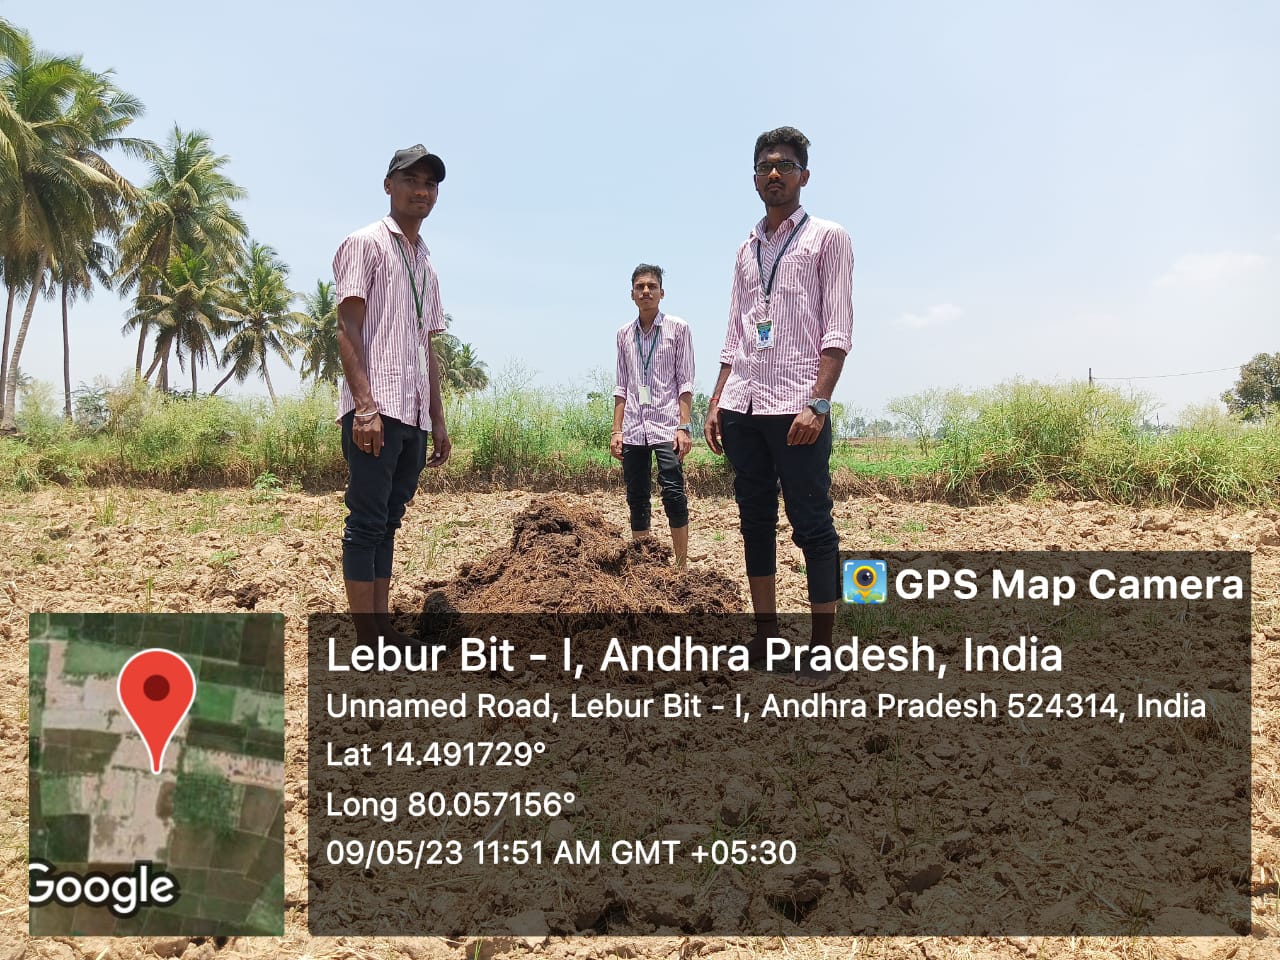 GPS Map Camera
Lebur Bit - I, Andhra Pradesh, India
Unnamed Road, Lebur Bit - I, Andhra Pradesh 524314, India
Lat 14.491729°
Long 80.057156°
09/05/23 11:51 AM GMT +05:30
Google